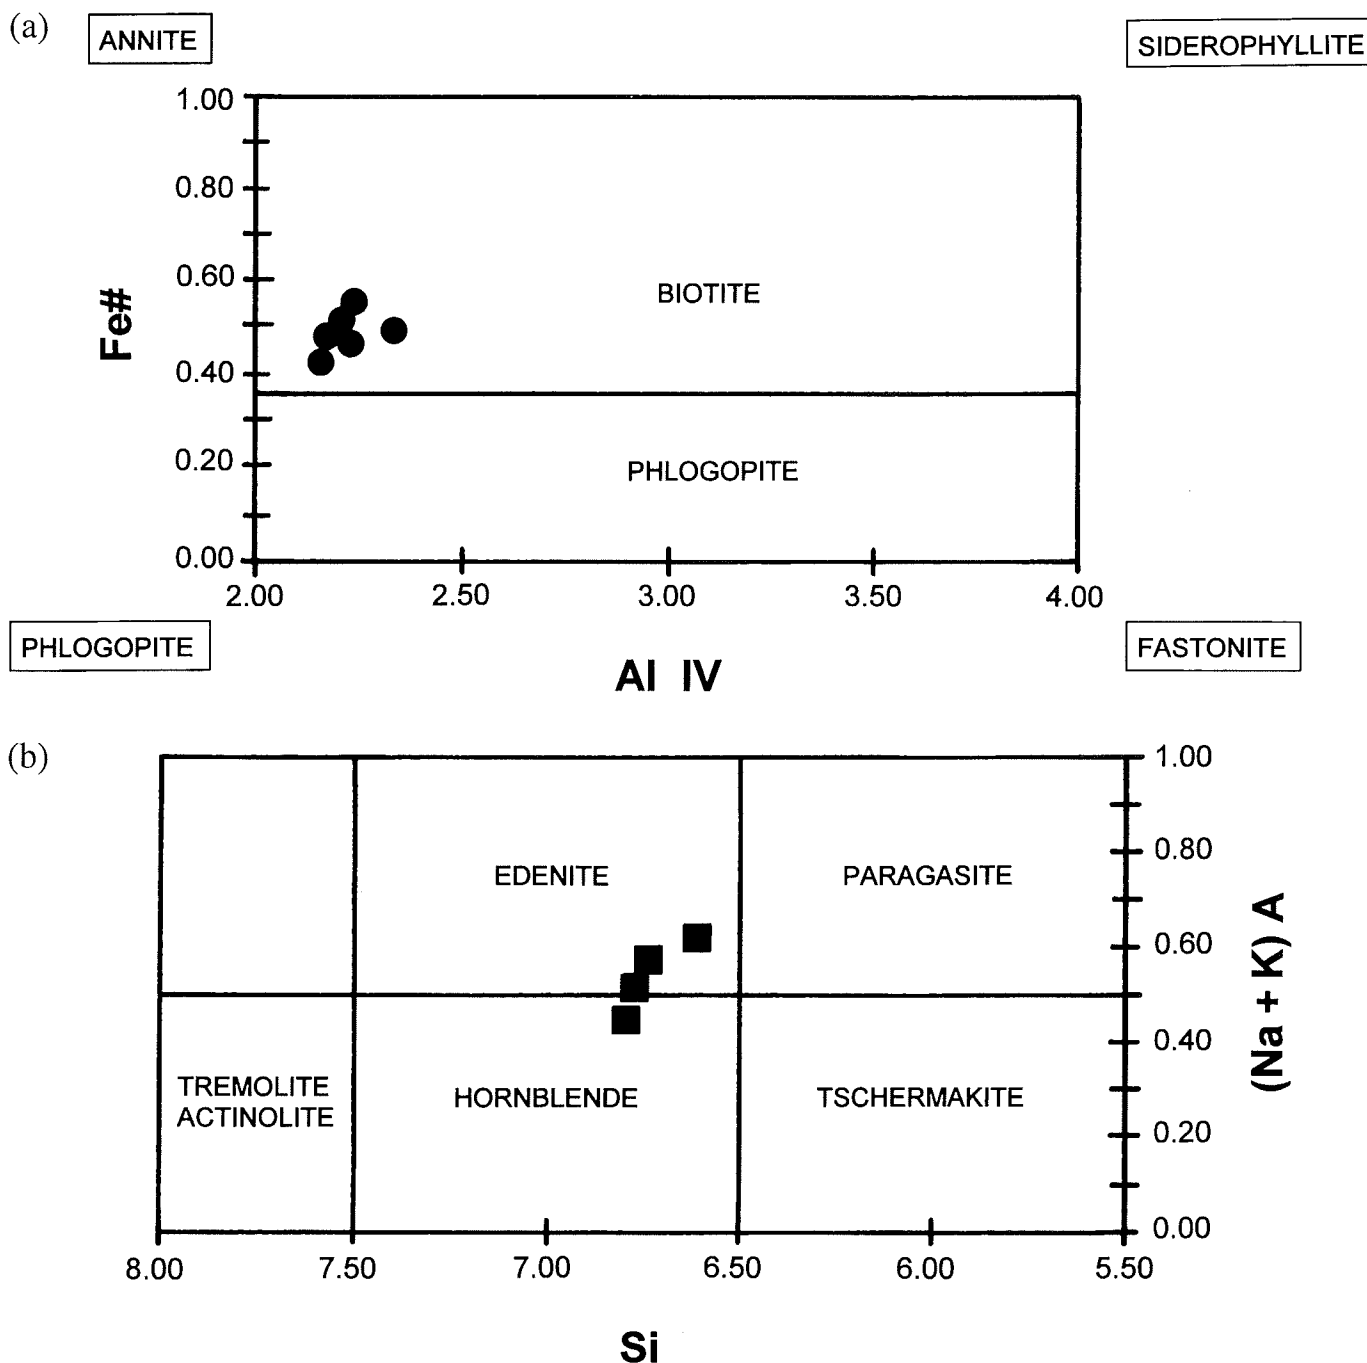 (a)
ANNITE
SIDEROPHYLLITE
1.00
0.80
0.60
0.40
0.20
0.00
Fe#
BIOTITE
PHLOGOPITE
2.00
2.50
3.00
3.50
4.00
PHLOGOPITE
FASTONITE
Al IV
(b)
EDENITE
PARAGASITE
TREMOLITE
ACTINOLITE
HORNBLENDE
TSCHERMAKITE
1.00
0.80
0.60
0.40
0.20
0.00
(Na + K) A
8.00
7.50
7.00
6.50
6.00
5.50
Si